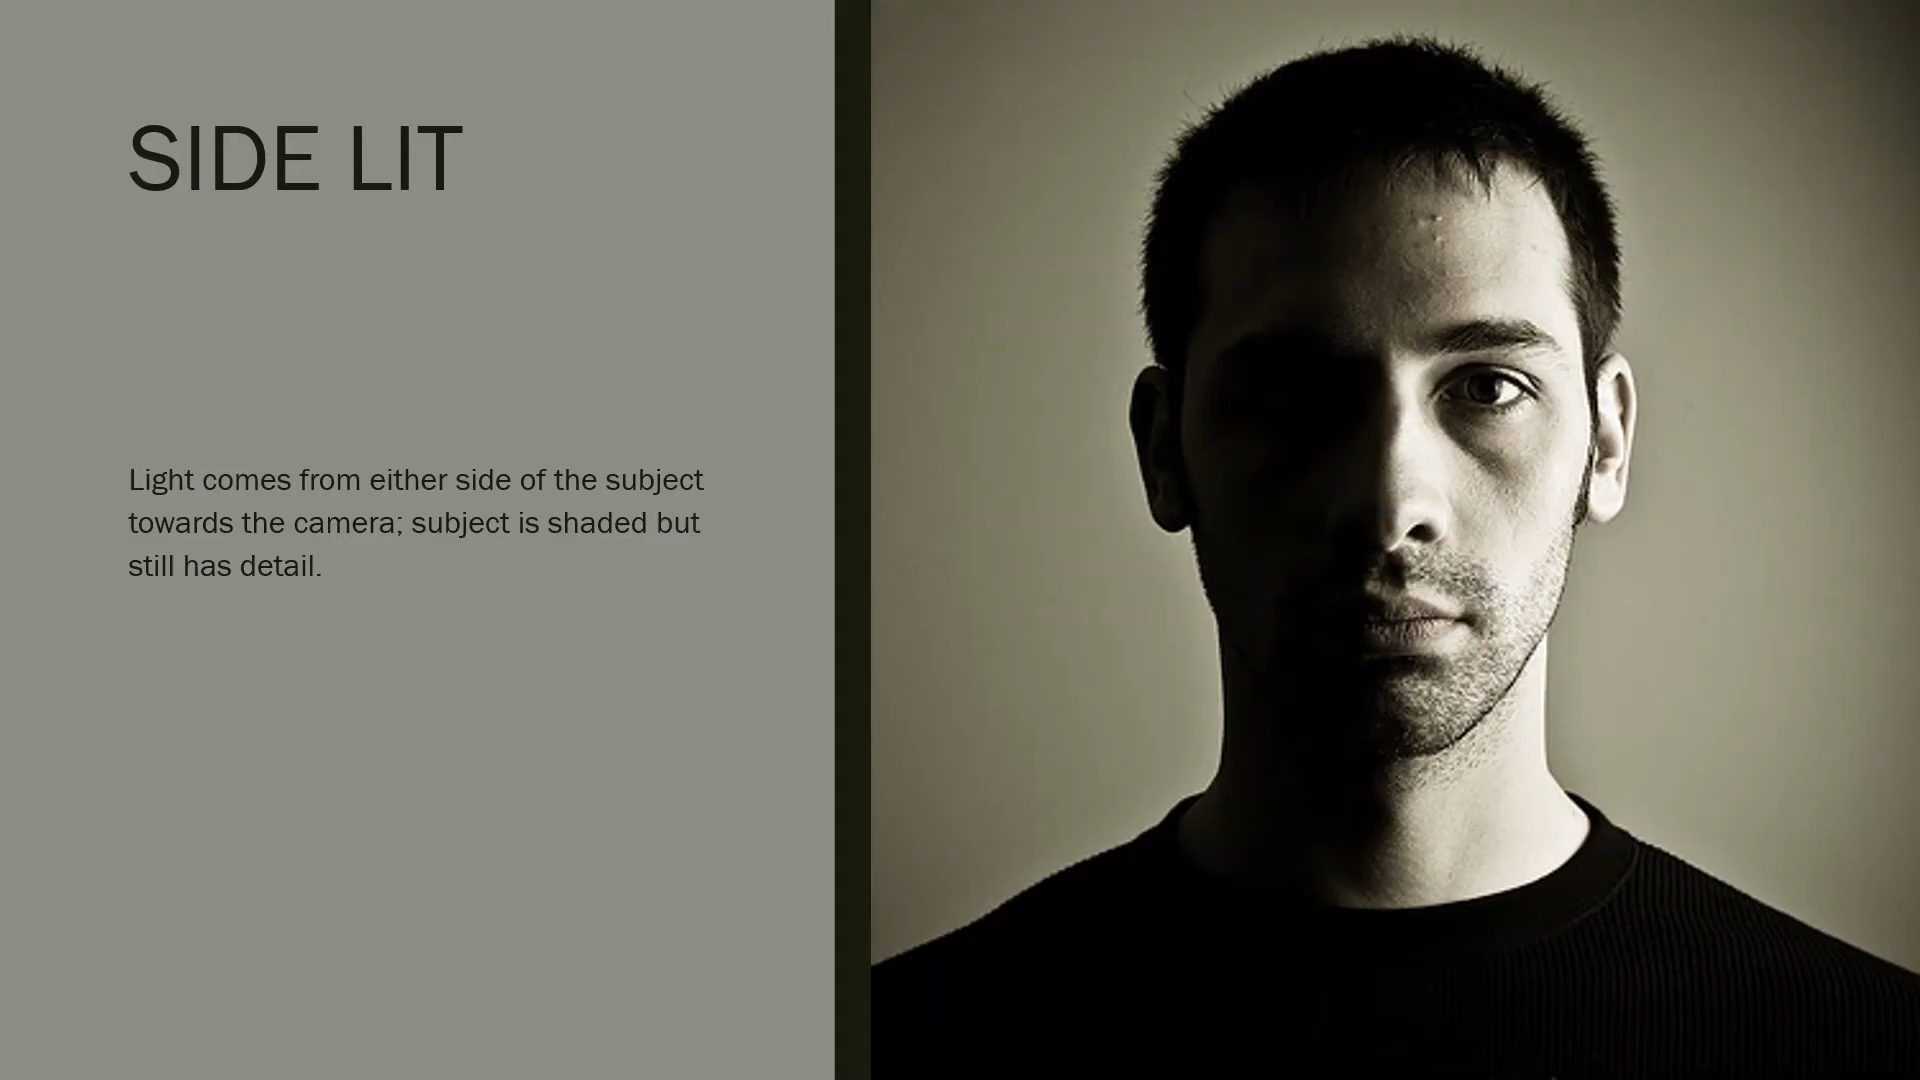 SIDE LIT
Light comes from either side of the subject
towards the camera; subject is shaded but
still has detail.